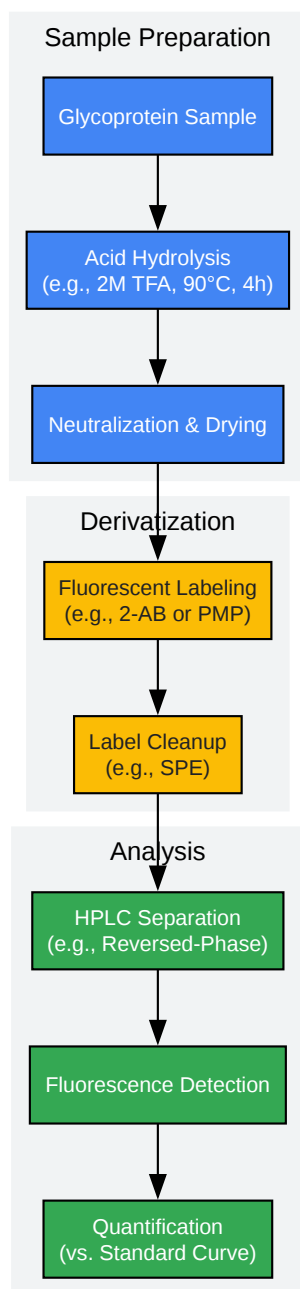 Sample Preparation
Glycoprotein Sample
Acid Hydrolysis
(e.g., 2M TFA, 90°C, 4h)
Neutralization & Drying
Derivatization
Fluorescent Labeling
(e.g., 2-AB or PMP)
Label Cleanup
(e.g., SPE)
Analysis
HPLC Separation
(e.g., Reversed-Phase)
Fluorescence Detection
Quantification
(vs. Standard Curve)